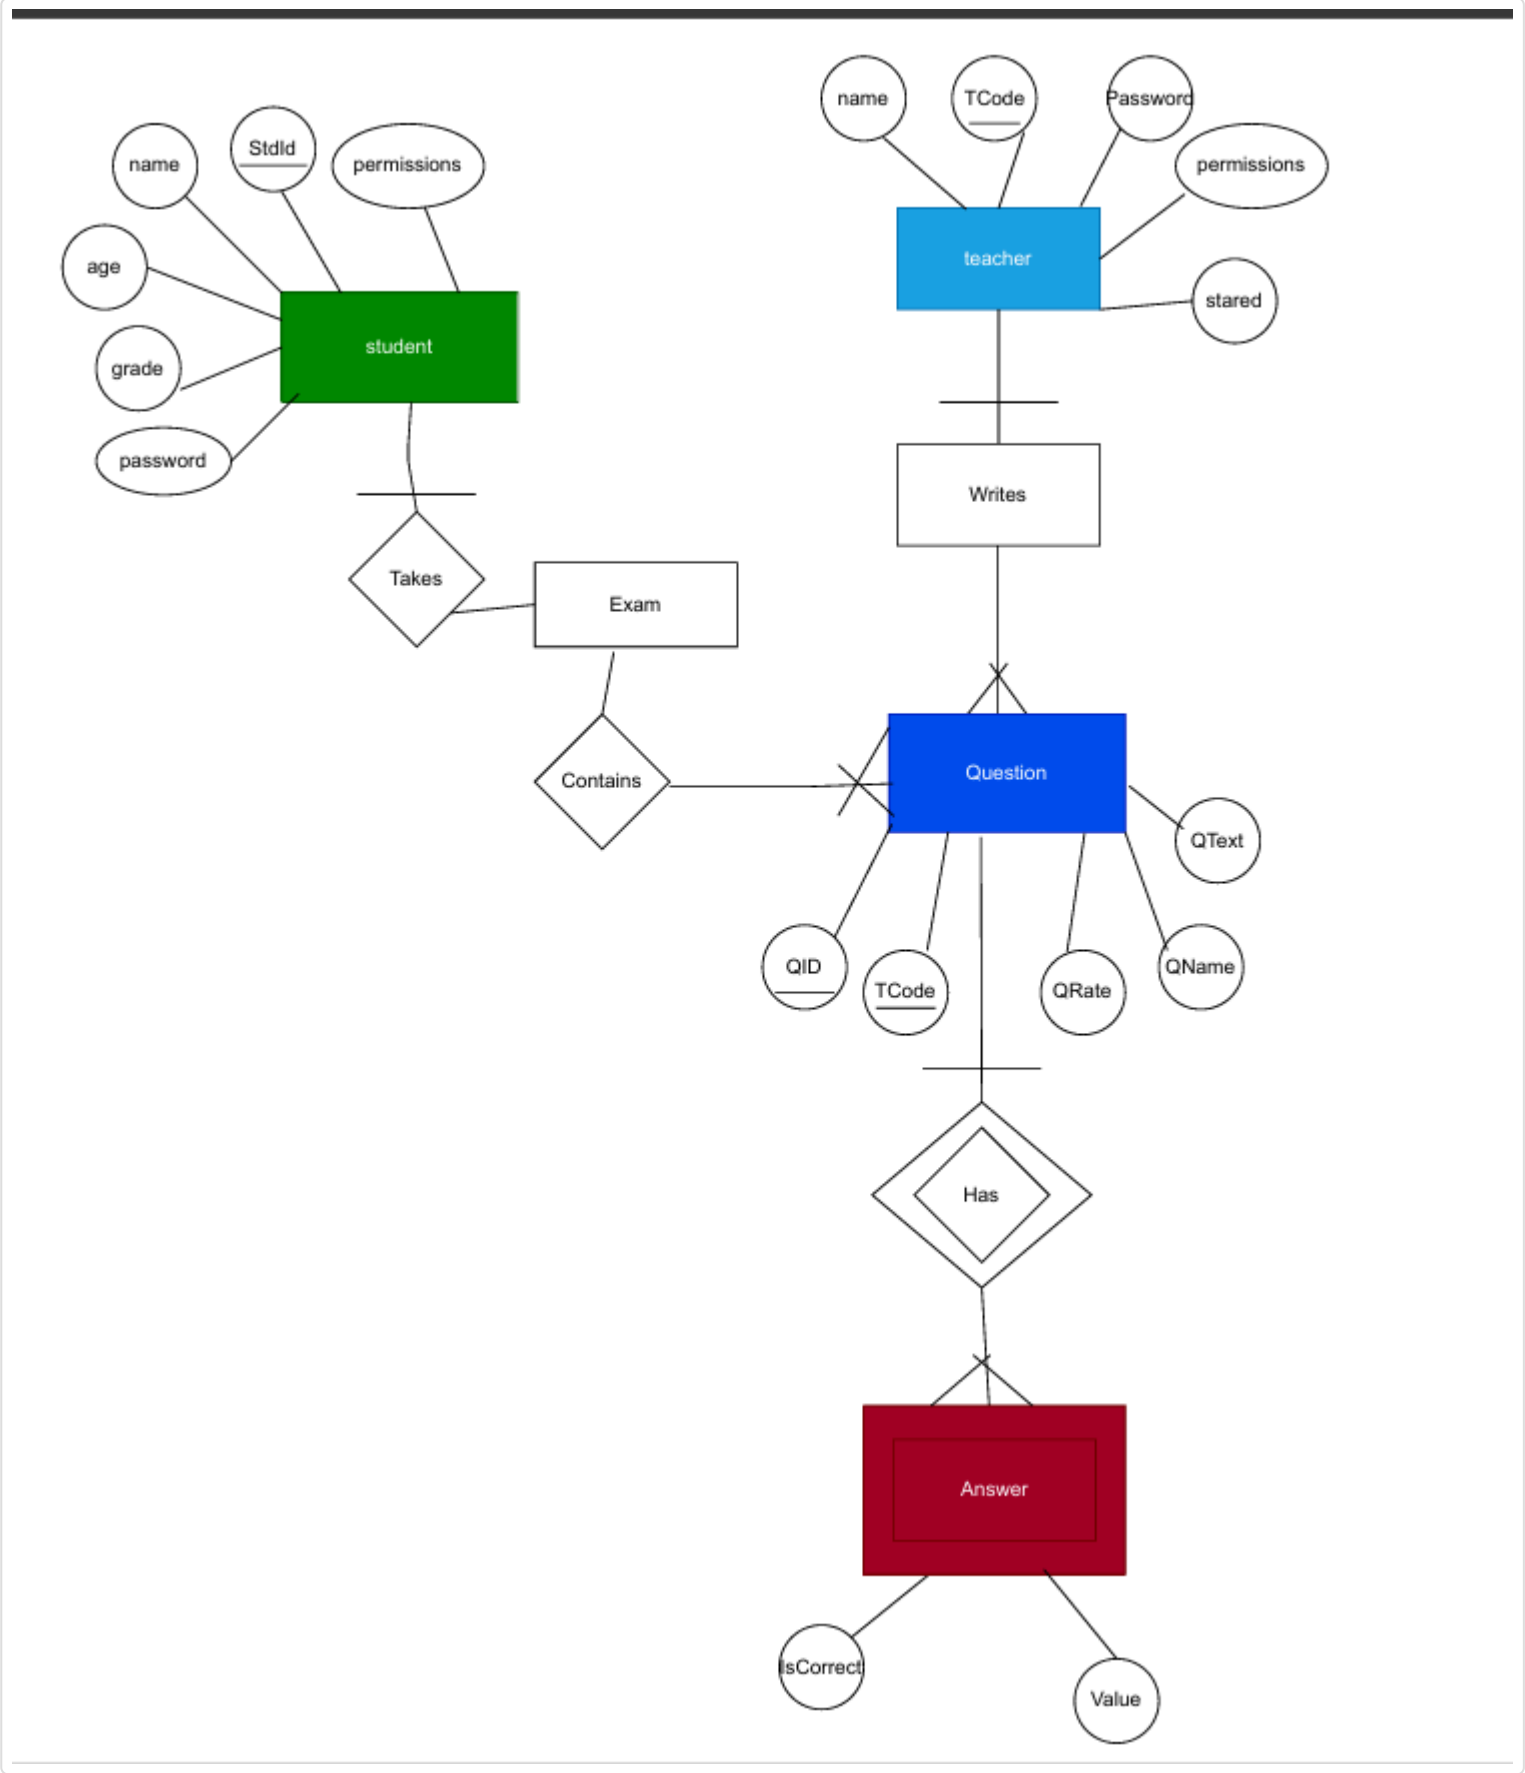 name
TCode
Password
permissions
stared
teacher
name
StdId
permissions
age
grade
password
student
Writes
Takes
Exam
Contains
Question
QText
QID
TCode
QRate
QName
Has
Answer
IsCorrect
Value